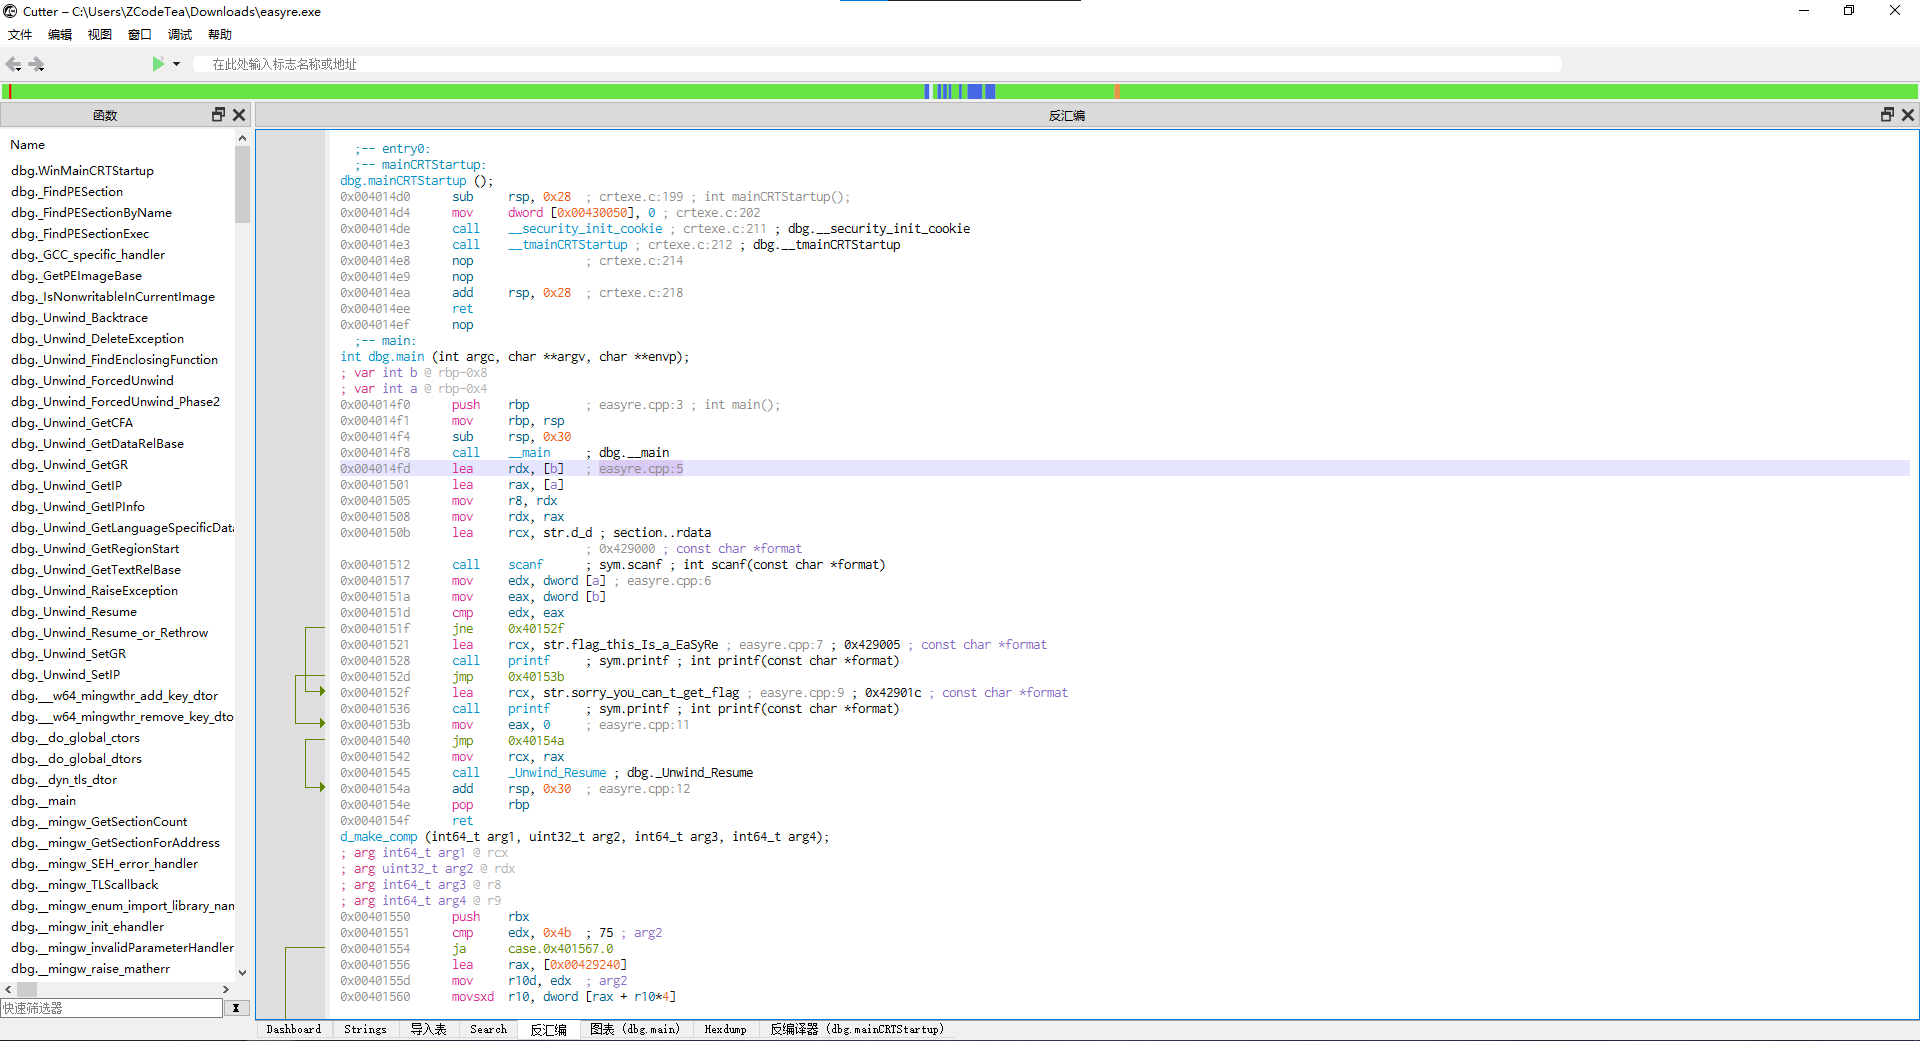 Cutter – C:\Users\ZCodeTea\Downloads\easyre.exe
文件 编辑 视图 窗口 调试 帮助
在此处输入标志名称或地址
函数
Name
dbg.WinMainCRTStartup
dbg._FindPESection
dbg._FindPESectionByName
dbg._FindPESectionExec
dbg._GCC_specific_handler
dbg._GetPEImageBase
dbg._IsNonwritableInCurrentImage
dbg._Unwind_Backtrace
dbg._Unwind_DeleteException
dbg._Unwind_FindEnclosingFunction
dbg._Unwind_ForcedUnwind
dbg._Unwind_ForcedUnwind_Phase2
dbg._Unwind_GetCFA
dbg._Unwind_GetDataRelBase
dbg._Unwind_GetGR
dbg._Unwind_GetIP
dbg._Unwind_GetIPInfo
dbg._Unwind_GetLanguageSpecificData
dbg._Unwind_GetRegionStart
dbg._Unwind_GetTextRelBase
dbg._Unwind_RaiseException
dbg._Unwind_Resume
dbg._Unwind_Resume_or_Rethrow
dbg._Unwind_SetGR
dbg._Unwind_SetIP
dbg.___w64_mingwthr_add_key_dtor
dbg.___w64_mingwthr_remove_key_dto
dbg.__do_global_ctors
dbg.__do_global_dtors
dbg.__dyn_tls_dtor
dbg.__main
dbg.__mingw_GetSectionCount
dbg.__mingw_GetSectionForAddress
dbg.__mingw_SEH_error_handler
dbg.__mingw_TLScallback
dbg.__mingw_enum_import_library_nam
dbg.__mingw_init_ehandler
dbg.__mingw_invalidParameterHandler
dbg.__mingw_raise_matherr
快速筛选器
X
反汇编
;-- entry0:
;-- mainCRTStartup:
dbg.mainCRTStartup ();
0x004014d0 sub rsp, 0x28 ; crtexe.c:199 ; int mainCRTStartup();
0x004014d4 mov dword [0x00430050], 0 ; crtexe.c:202
0x004014de call __security_init_cookie ; crtexe.c:211 ; dbg.__security_init_cookie
0x004014e3 call __tmainCRTStartup ; crtexe.c:212 ; dbg.__tmainCRTStartup
0x004014e8 nop ; crtexe.c:214
0x004014e9 nop
0x004014ea add rsp, 0x28 ; crtexe.c:218
0x004014ee ret
0x004014ef nop
;-- main:
int dbg.main (int argc, char **argv, char **envp);
; var int b @ rbp-0x8
; var int a @ rbp-0x4
0x004014f0 push rbp ; easyre.cpp:3 ; int main();
0x004014f1 mov rbp, rsp
0x004014f4 sub rsp, 0x30
0x004014f8 call __main ; dbg.__main
0x004014fd lea rdx, [b] ; easyre.cpp:5
0x00401501 lea rax, [a]
0x00401505 mov r8, rdx
0x00401508 mov rdx, rax
0x0040150b lea rcx, str.d_d ; section..rdata
; 0x429000 ; const char *format
0x00401512 call scanf ; sym.scanf ; int scanf(const char *format)
0x00401517 mov edx, dword [a] ; easyre.cpp:6
0x0040151a mov eax, dword [b]
0x0040151d cmp edx, eax
0x0040151f jne 0x40152f
0x00401521 lea rcx, str.flag_this_Is_a_EaSyRe ; easyre.cpp:7 ; 0x429005 ; const char *format
0x00401528 call printf ; sym.printf ; int printf(const char *format)
0x0040152d jmp 0x40153b
0x0040152f lea rcx, str.sorry_you_can_t_get_flag ; easyre.cpp:9 ; 0x42901c ; const char *format
0x00401536 call printf ; sym.printf ; int printf(const char *format)
0x0040153b mov eax, 0 ; easyre.cpp:11
0x00401540 jmp 0x40154a
0x00401542 mov rcx, rax
0x00401545 call _Unwind_Resume ; dbg._Unwind_Resume
0x0040154a add rsp, 0x30 ; easyre.cpp:12
0x0040154e pop rbp
0x0040154f ret
d_make_comp (int64_t arg1, uint32_t arg2, int64_t arg3, int64_t arg4);
; arg int64_t arg1 @ rcx
; arg uint32_t arg2 @ rdx
; arg int64_t arg3 @ r8
; arg int64_t arg4 @ r9
0x00401550 push rbx
0x00401551 cmp edx, 0x4b ; 75 ; arg2
0x00401554 ja case.0x401567.0
0x00401556 lea rax, [0x00429240]
0x0040155d mov r10d, edx ; arg2
0x00401560 movsxd r10, dword [rax + r10*4]
Dashboard Strings 导入表 Search 反汇编 图表 (dbg.main) Hexdump 反编译器 (dbg.mainCRTStartup)